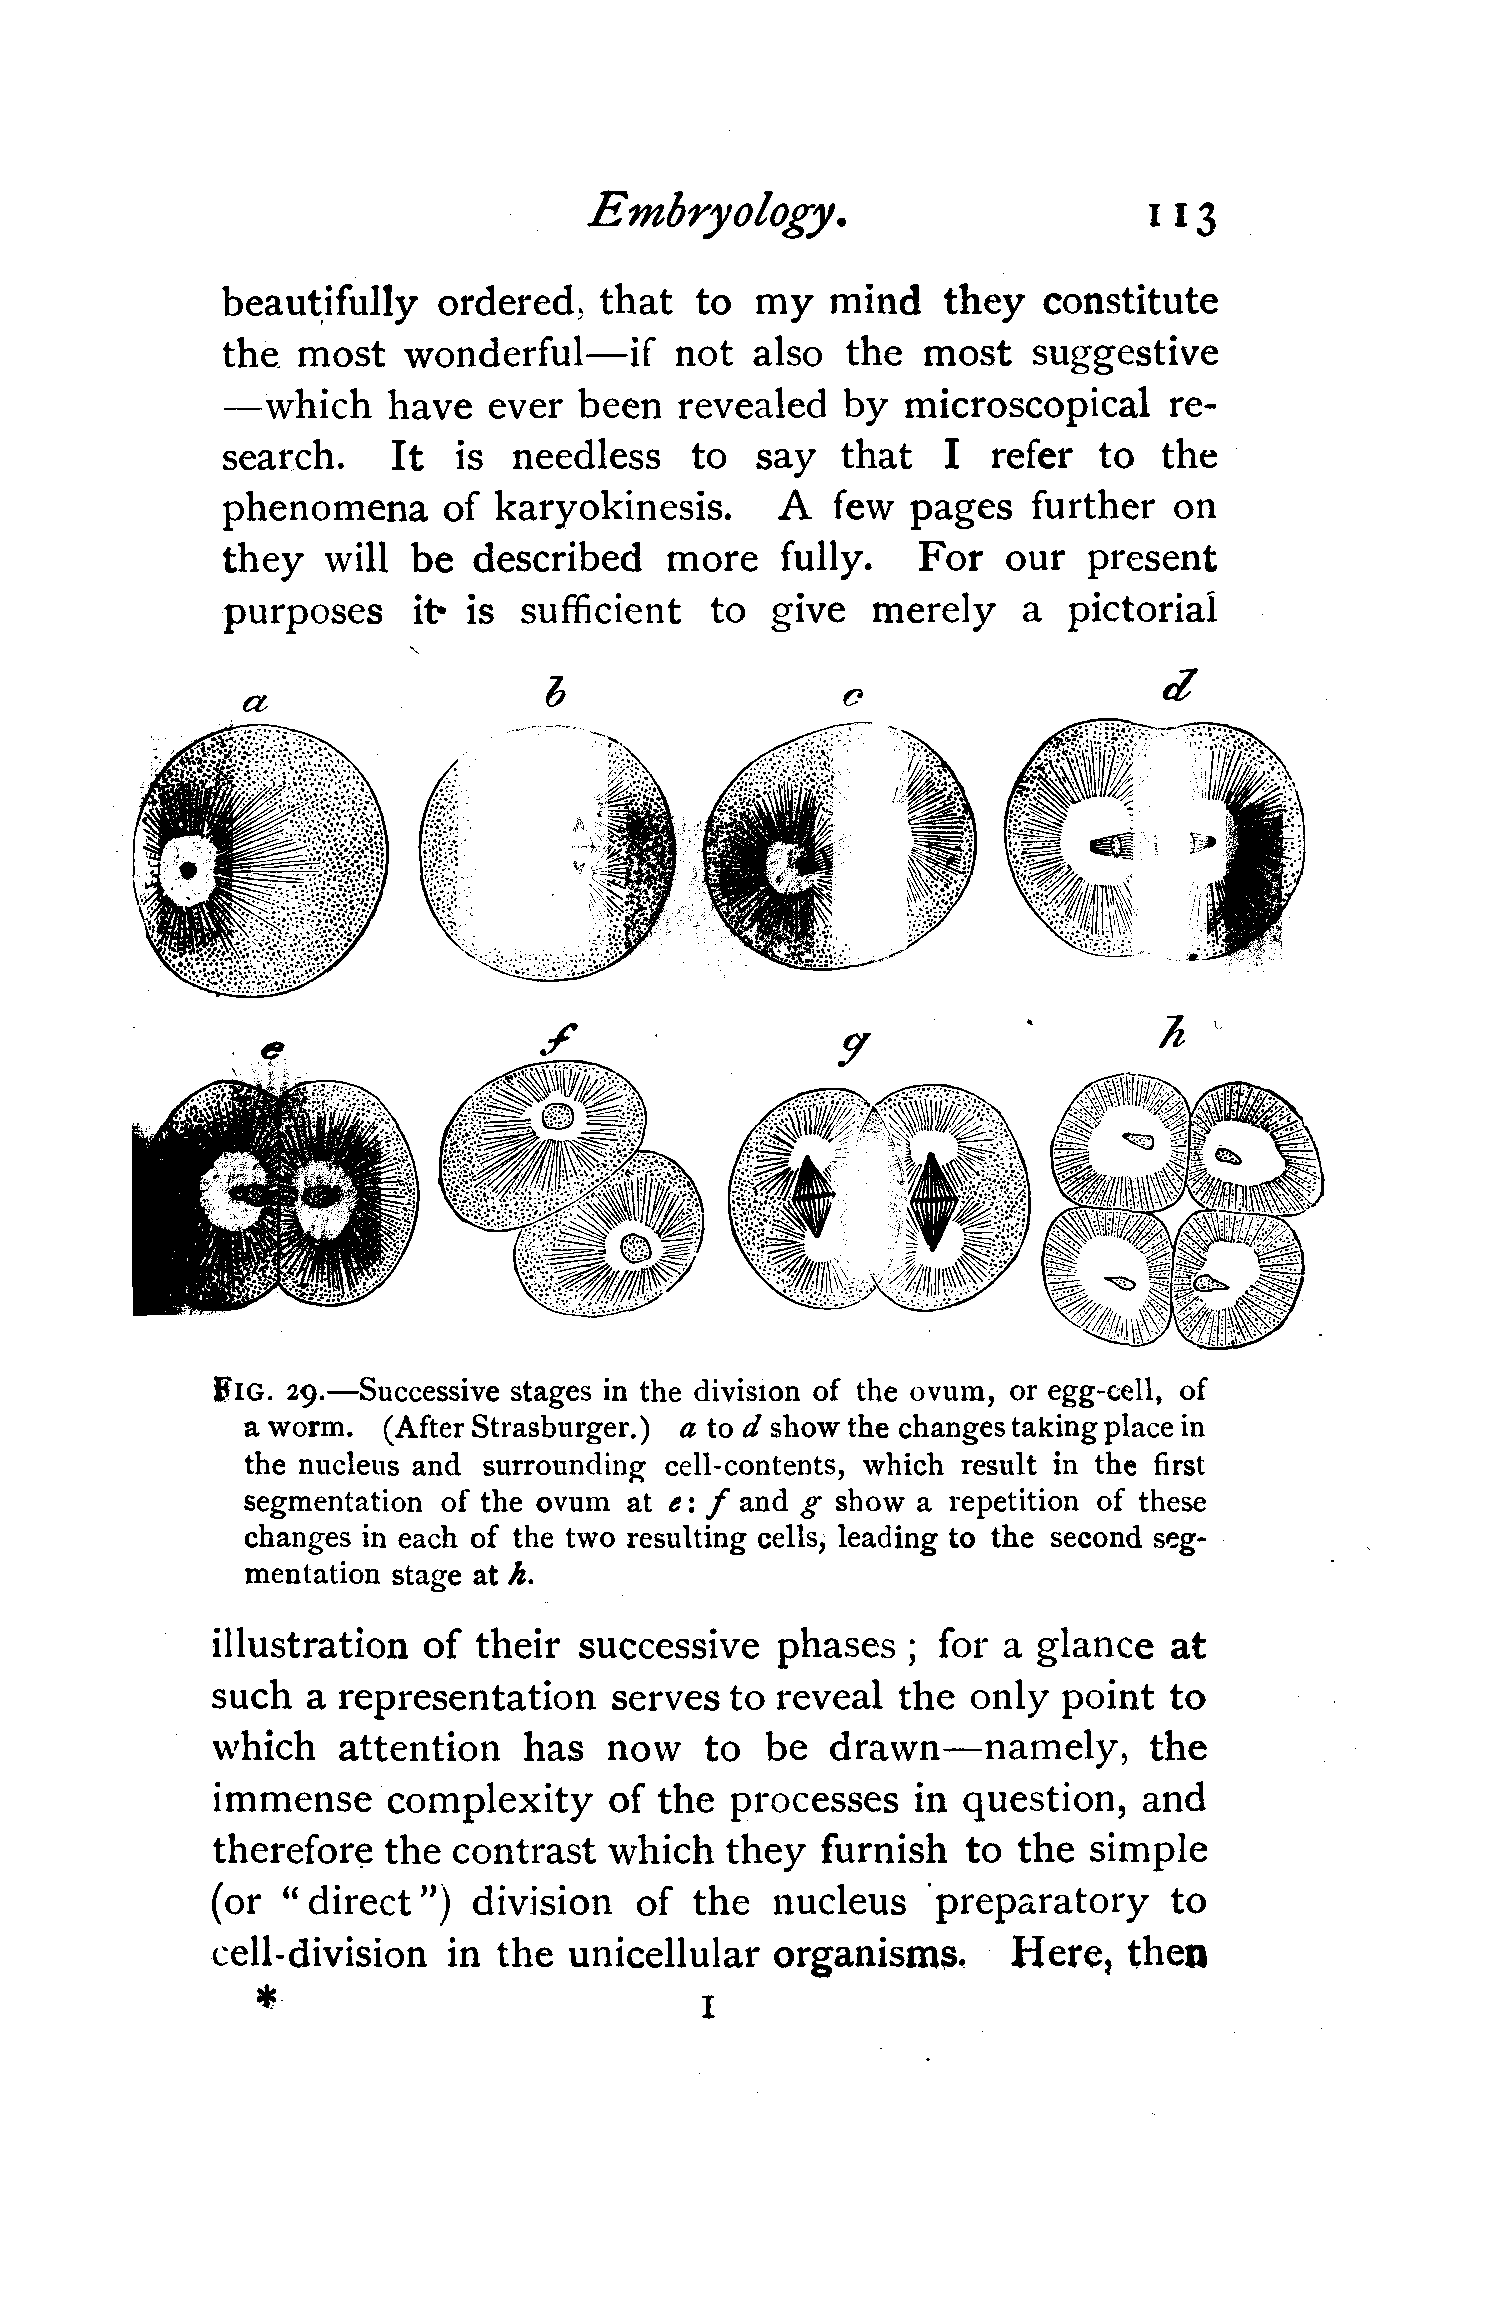 Embryology. 113
beautifully ordered, that to my mind they constitute
the most wonderful—if not also the most suggestive
—which have ever been revealed by microscopical re-
search. It is needless to say that I refer to the
phenomena of karyokinesis. A few pages further on
they will be described more fully. For our present
purposes it is sufficient to give merely a pictorial
a b c d
e f g h
FIG. 29.—Successive stages in the division of the ovum, or egg-cell, of
a worm. (After Strasburger.) a to d show the changes taking place in
the nucleus and surrounding cell-contents, which result in the first
segmentation of the ovum at e: f and g show a repetition of these
changes in each of the two resulting cells, leading to the second seg-
mentation stage at h.
illustration of their successive phases ; for a glance at
such a representation serves to reveal the only point to
which attention has now to be drawn—namely, the
immense complexity of the processes in question, and
therefore the contrast which they furnish to the simple
(or “direct”) division of the nucleus preparatory to
cell-division in the unicellular organisms. Here, then
* I